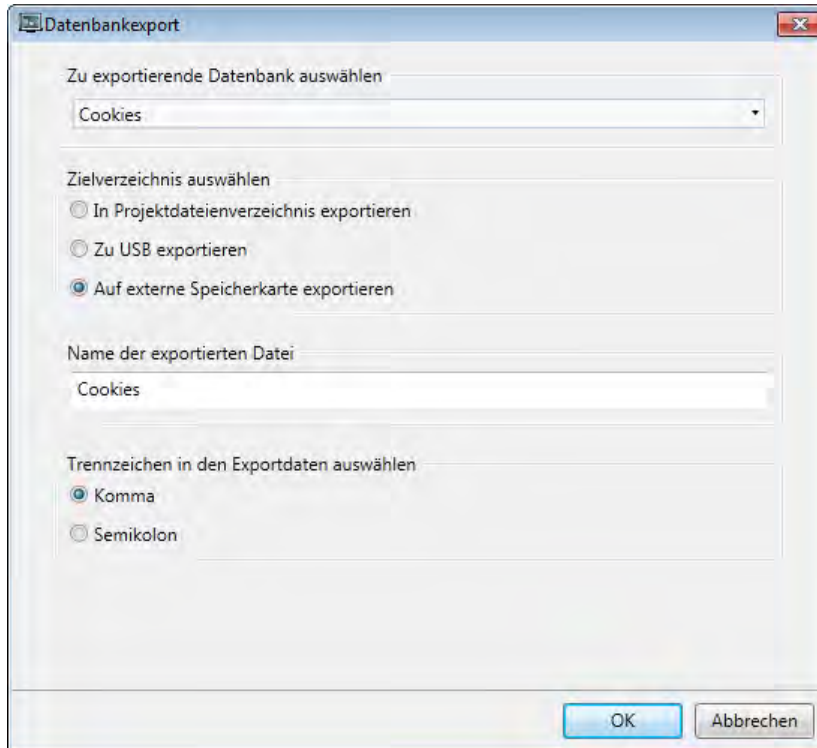 Datenbankexport
Zu exportierende Datenbank auswählen
Cookies
Zielverzeichnis auswählen
In Projektdateienverzeichnis exportieren
Zu USB exportieren
Auf externe Speicherkarte exportieren
Name der exportierten Datei
Cookies
Trennzeichen in den Exportdaten auswählen
Komma
Semikolon
OK Abbrechen